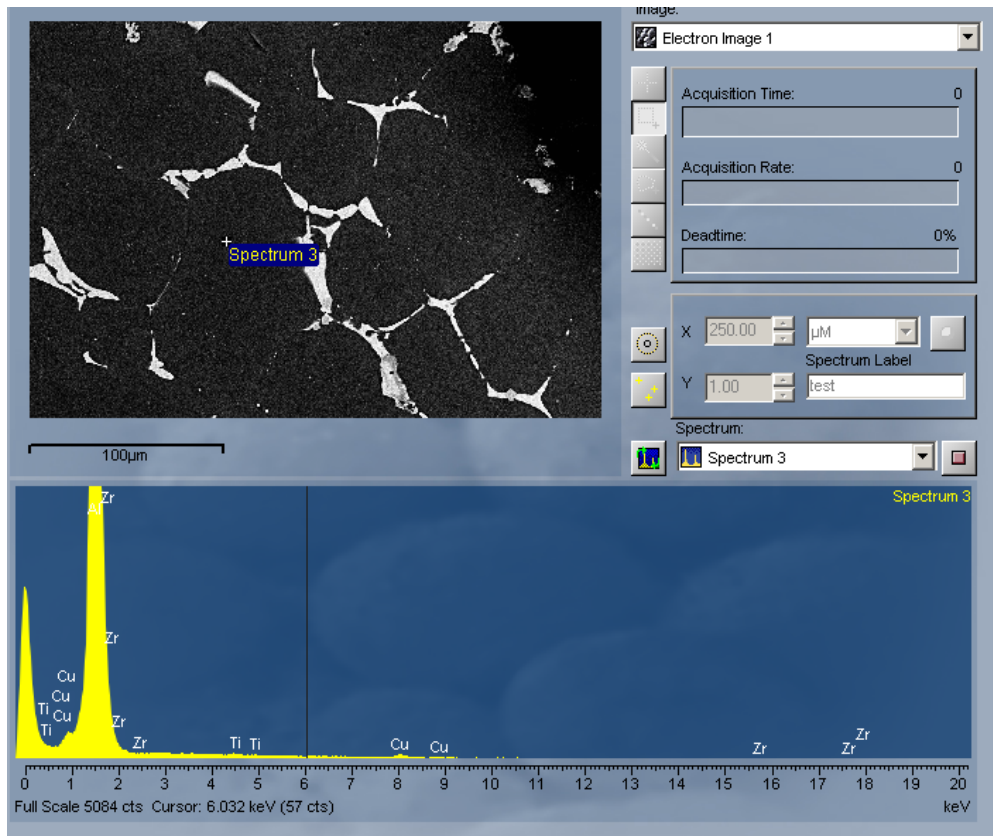 Image:
Electron Image 1
Acquisition Time: 0
Acquisition Rate: 0
Deadtime: 0%
Spectrum 3
X 250.00 µM
Spectrum Label
Y 1.00 test
Spectrum:
Spectrum 3
100µm
Spectrum 3
Zr
Al
Zr
Cu
Cu
Ti Cu
Ti
Zr
Zr
Ti Ti
Cu Cu
Zr
Zr
Zr
0 1 2 3 4 5 6 7 8 9 10 11 12 13 14 15 16 17 18 19 20
Full Scale 5084 cts Cursor: 6.032 keV (57 cts) keV